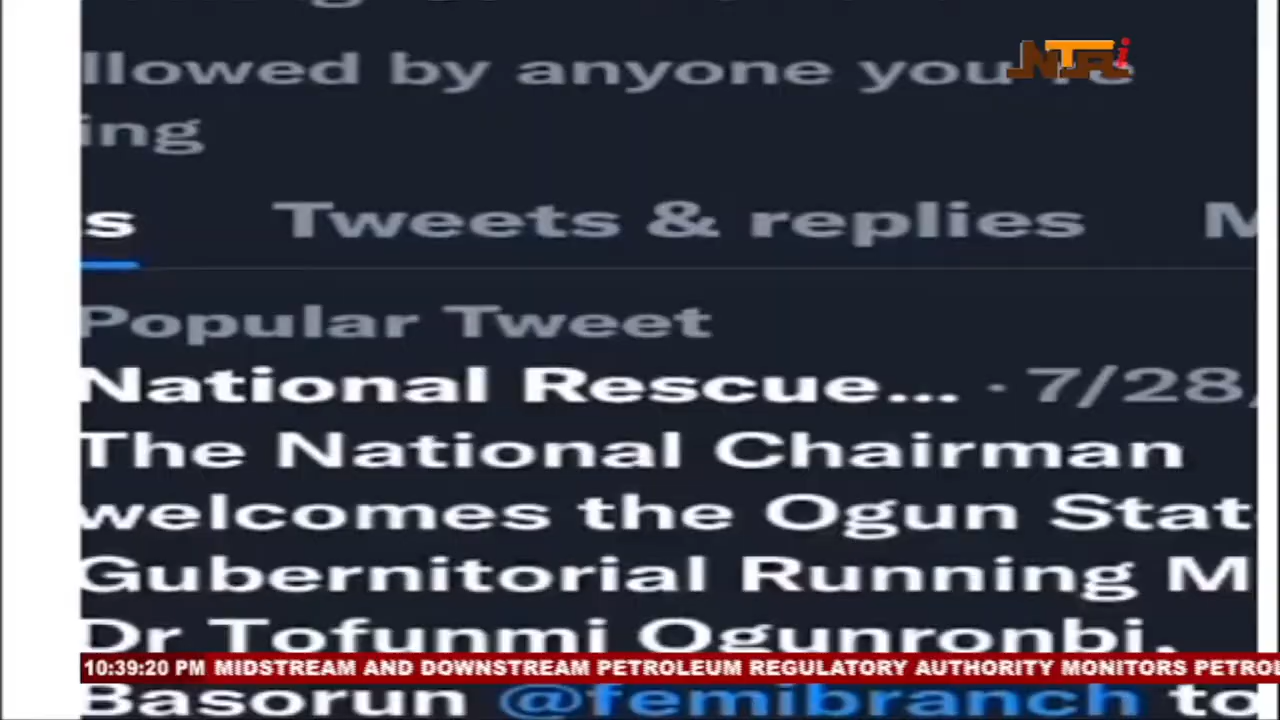 llowed by anyone you're
NTAi
ing
s Tweets & replies M
Popular Tweet
National Rescue... · 7/28,
The National Chairman
welcomes the Ogun Stat
Gubernitorial Running M
Dr Tofunmi Ogunronbi,
10:39:20 PM MIDSTREAM AND DOWNSTREAM PETROLEUM REGULATORY AUTHORITY MONITORS PETRO
Basorun @femibranch to